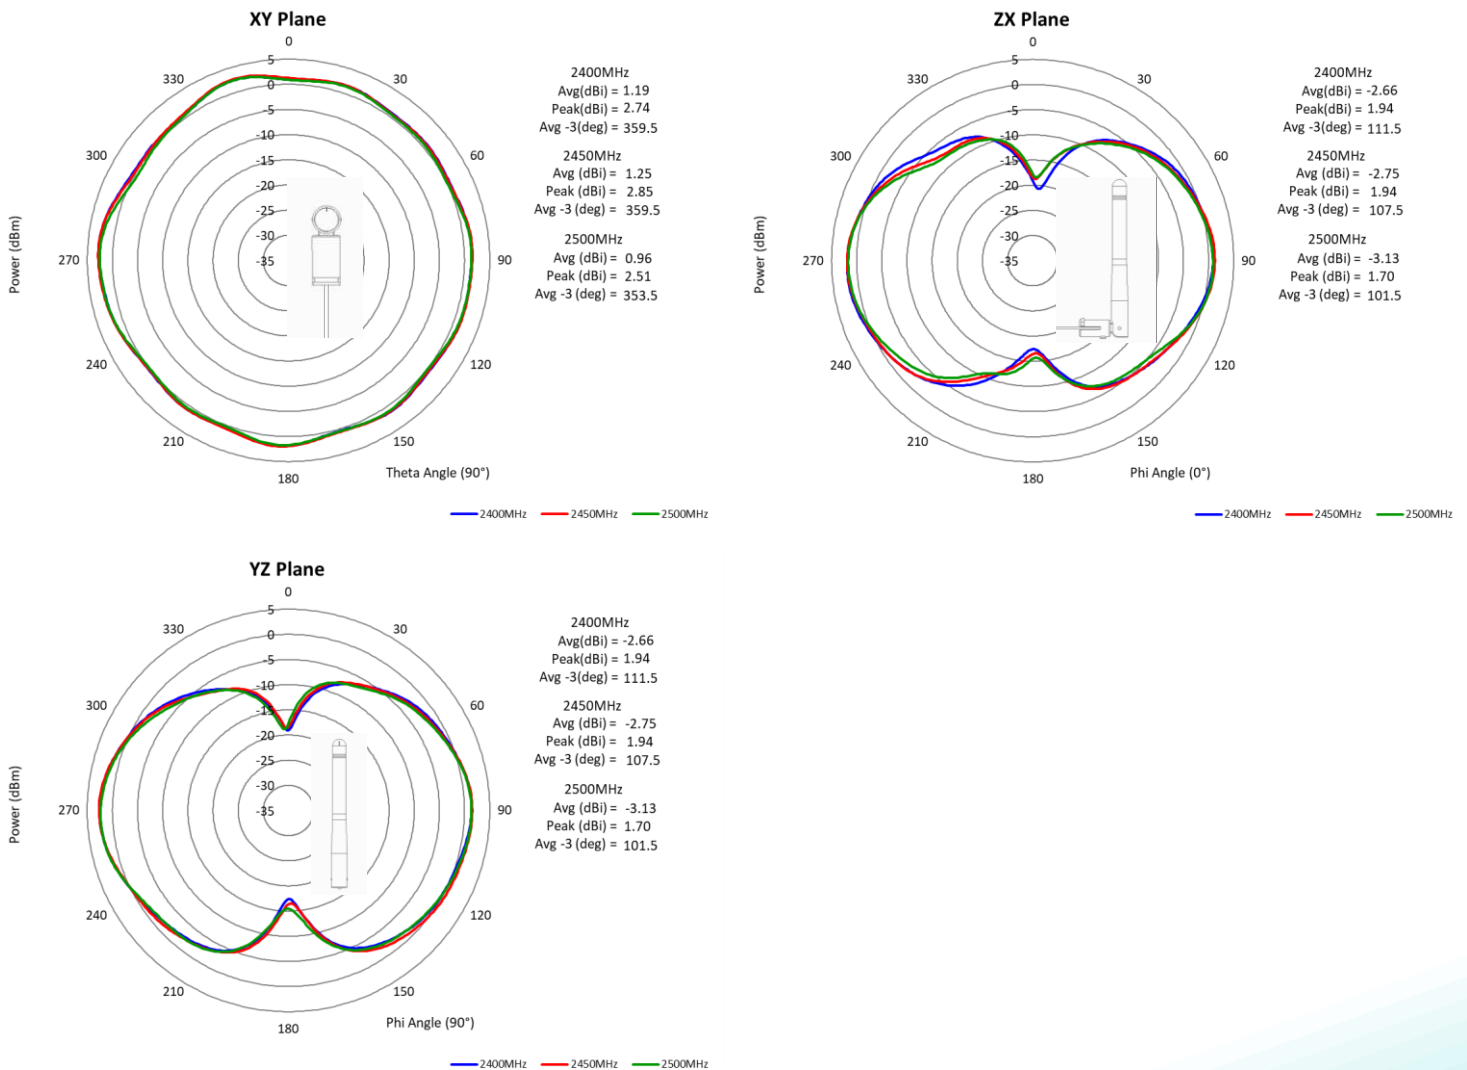 XY Plane
0
5
0
-5
-10
-15
-20
-25
-30
-35
30
60
90
120
150
180
210
240
270
300
330
Power (dBm)
Theta Angle (90°)
2400MHz
Avg(dBi) = 1.19
Peak(dBi) = 2.74
Avg -3(deg) = 359.5
2450MHz
Avg (dBi) = 1.25
Peak (dBi) = 2.85
Avg -3 (deg) = 359.5
2500MHz
Avg (dBi) = 0.96
Peak (dBi) = 2.51
Avg -3 (deg) = 353.5
2400MHz 2450MHz 2500MHz
ZX Plane
0
5
0
-5
-10
-15
-20
-25
-30
-35
30
60
90
120
150
180
210
240
270
300
330
Power (dBm)
Phi Angle (0°)
2400MHz
Avg(dBi) = -2.66
Peak(dBi) = 1.94
Avg -3(deg) = 111.5
2450MHz
Avg (dBi) = -2.75
Peak (dBi) = 1.94
Avg -3 (deg) = 107.5
2500MHz
Avg (dBi) = -3.13
Peak (dBi) = 1.70
Avg -3 (deg) = 101.5
2400MHz 2450MHz 2500MHz
YZ Plane
0
5
0
-5
-10
-15
-20
-25
-30
-35
30
60
90
120
150
180
210
240
270
300
330
Power (dBm)
Phi Angle (90°)
2400MHz
Avg(dBi) = -2.66
Peak(dBi) = 1.94
Avg -3(deg) = 111.5
2450MHz
Avg (dBi) = -2.75
Peak (dBi) = 1.94
Avg -3 (deg) = 107.5
2500MHz
Avg (dBi) = -3.13
Peak (dBi) = 1.70
Avg -3 (deg) = 101.5
2400MHz 2450MHz 2500MHz